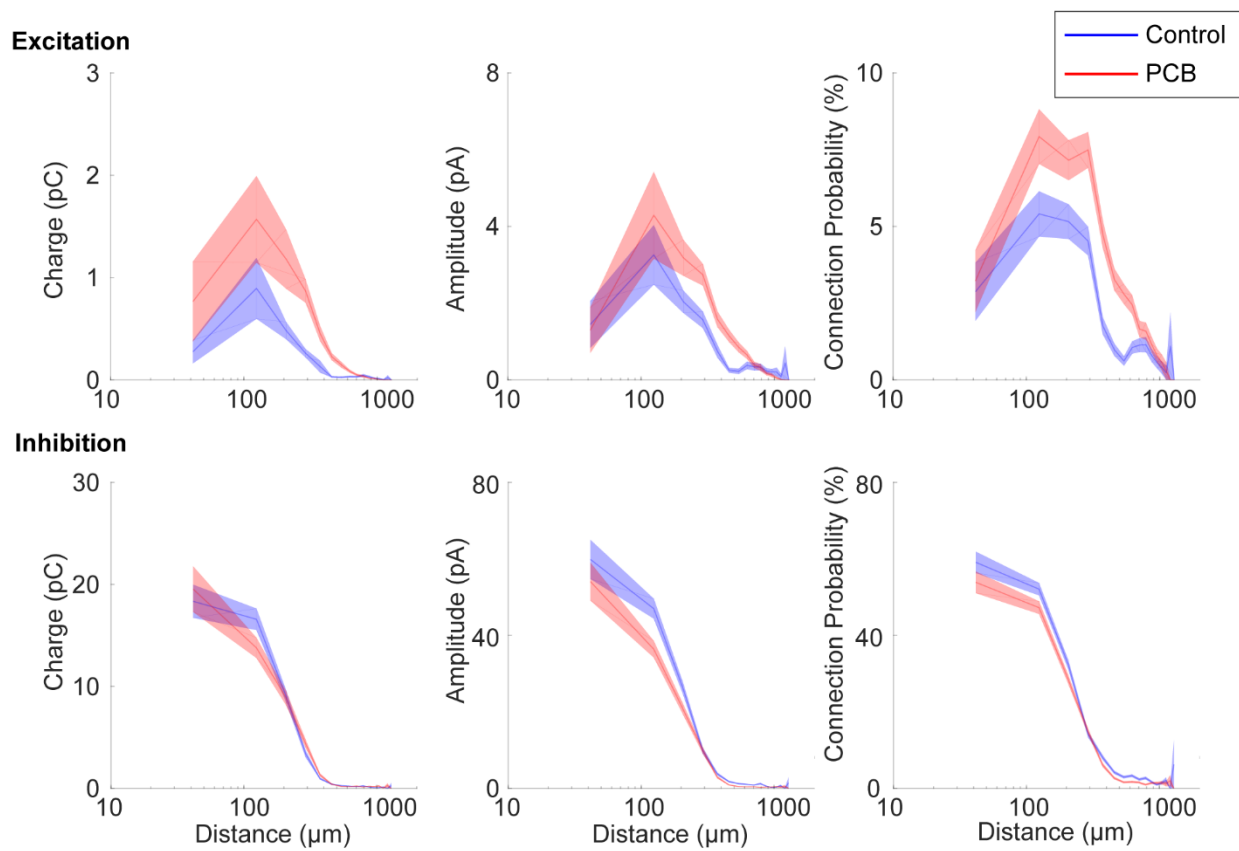 Excitation
Control
PCB
Charge (pC)
3
2
1
0
10
100
1000
Amplitude (pA)
8
4
0
10
100
1000
Connection Probability (%)
10
5
0
10
100
1000
Inhibition
Charge (pC)
30
20
10
0
10
100
1000
Distance (µm)
Amplitude (pA)
80
40
0
10
100
1000
Distance (µm)
Connection Probability (%)
80
40
0
10
100
1000
Distance (µm)